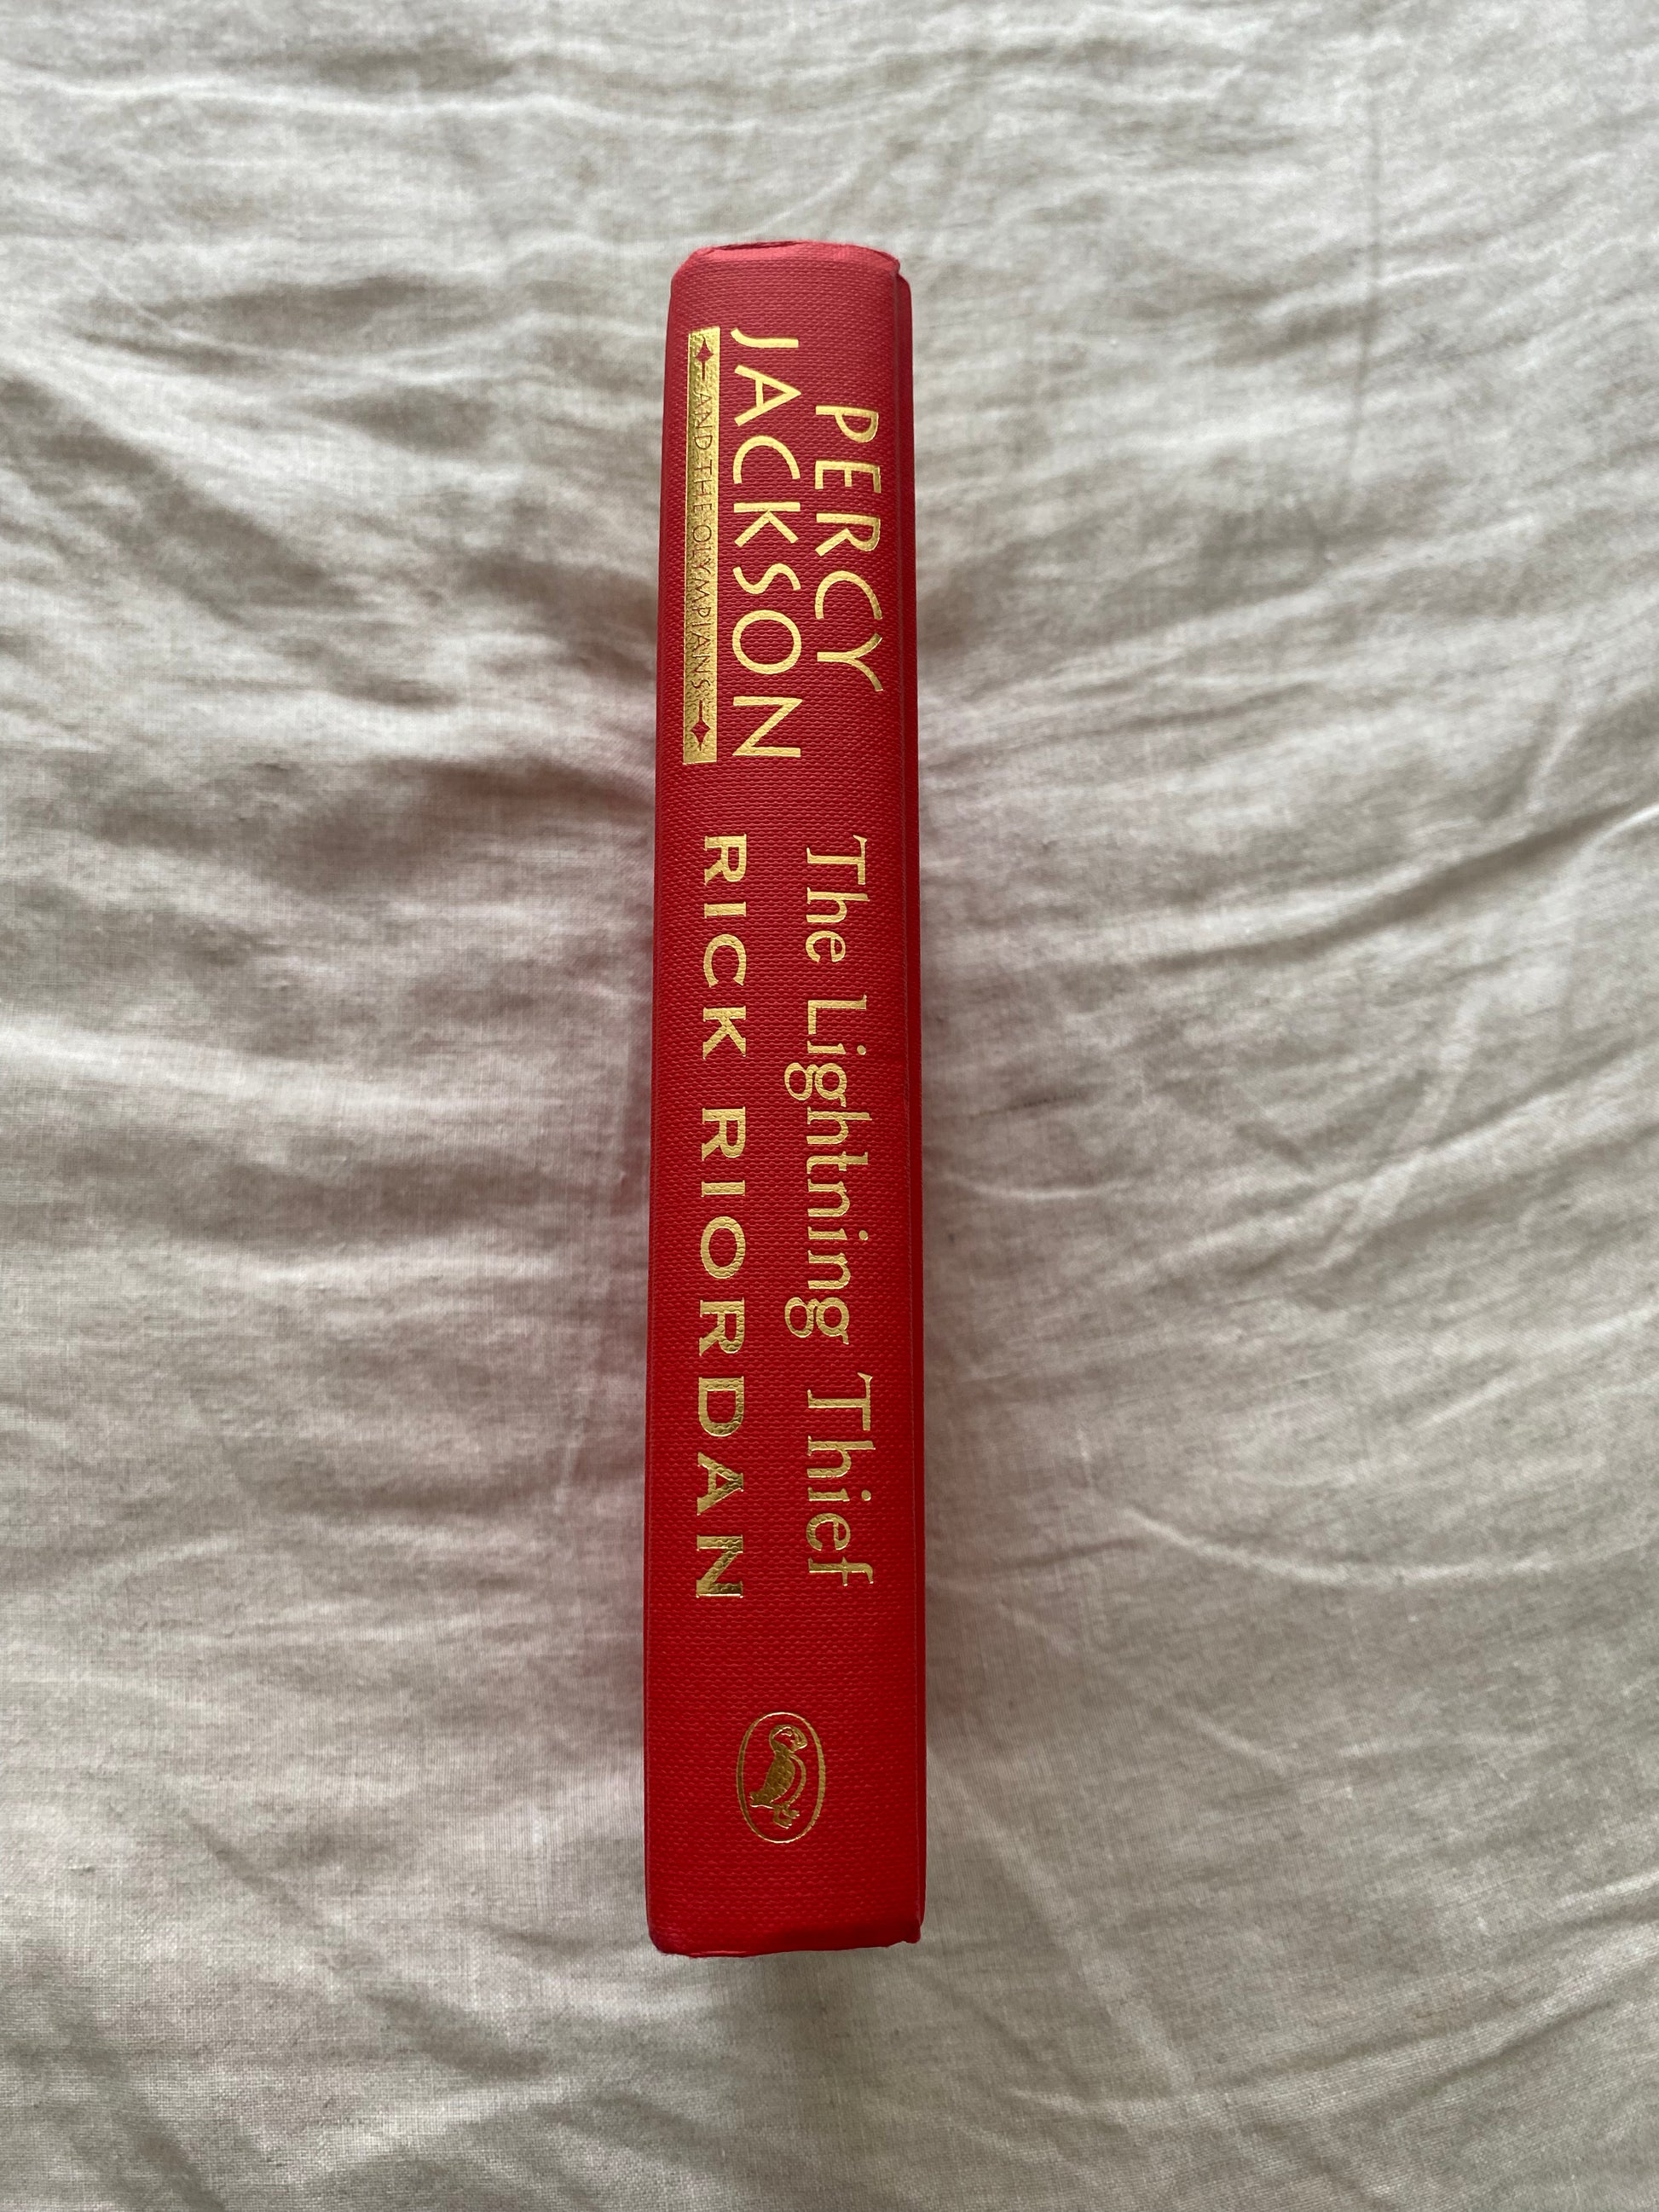 PERCY
JACKSON
AND THE OLYMPIANS
The Lightning Thief
RICK RIORDAN